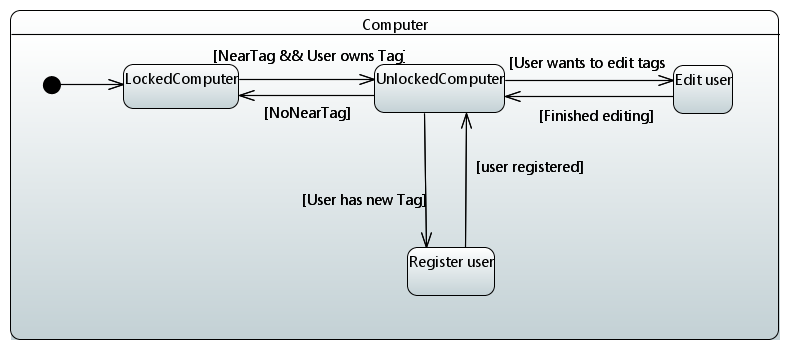 Computer
[NearTag && User owns Tag]
LockedComputer
UnlockedComputer
[User wants to edit tags
Edit user
[NoNearTag]
[Finished editing]
[user registered]
[User has new Tag]
Register user